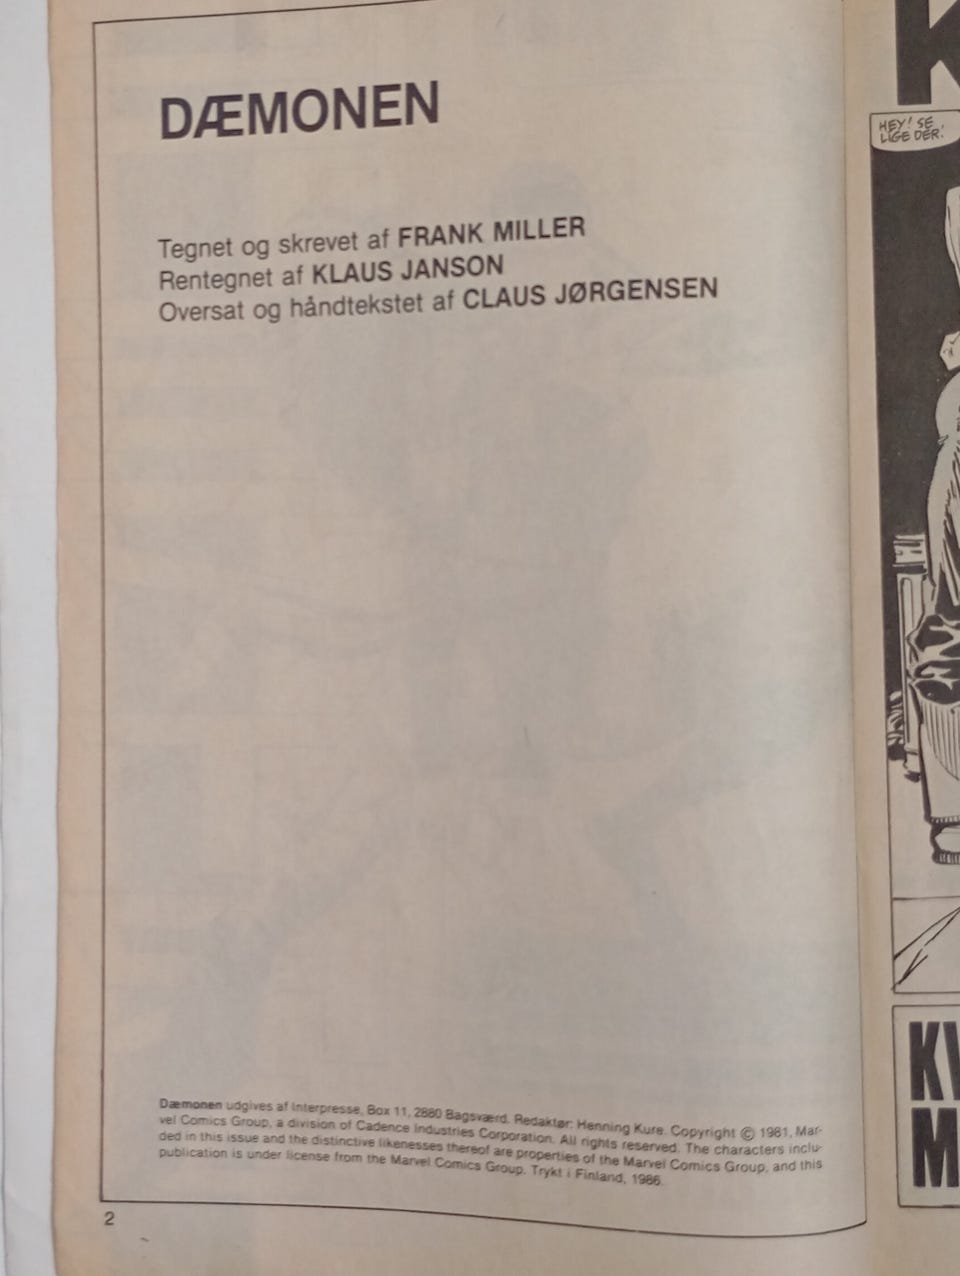 DÆMONEN
Tegnet og skrevet af FRANK MILLER
Rentegnet af KLAUS JANSON
Oversat og håndtekstet af CLAUS JØRGENSEN
Dæmonen udgives af Interpresse, Box 11, 2880 Bagsværd. Redaktør: Henning Kure. Copyright © 1981, Mar-
vel Comics Group, a division of Cadence Industries Corporation. All rights reserved. The characters inclu-
ded in this issue and the distinctive likenesses thereof are properties of the Marvel Comics Group, and this
publication is under license from the Marvel Comics Group. Trykt i Finland, 1986.
2
HEY! SE
LIGE DER!